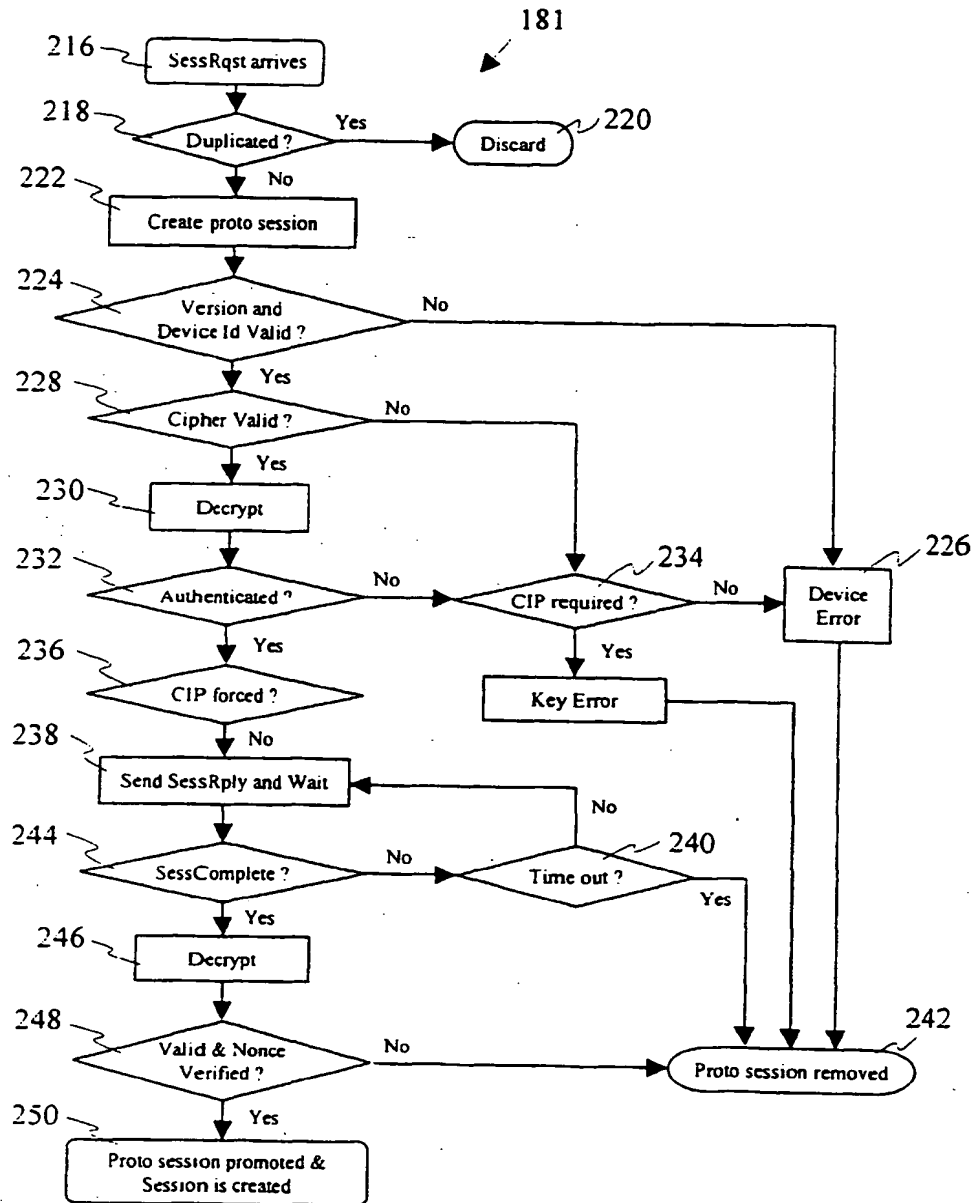 181
216
SessRqst arrives
218
Duplicated ?
Yes
Discard
220
No
222
Create proto session
224
Version and
Device Id Valid ?
No
Yes
228
Cipher Valid ?
No
Yes
230
Decrypt
232
Authenticated ?
No
CIP required ?
234
No
Device
Error
226
Yes
Yes
236
CIP forced ?
Key Error
No
238
Send SessRply and Wait
No
244
SessComplete ?
No
Time out ?
240
Yes
Yes
246
Decrypt
248
Valid & Nonce
Verified ?
No
Proto session removed
242
Yes
250
Proto session promoted &
Session is created